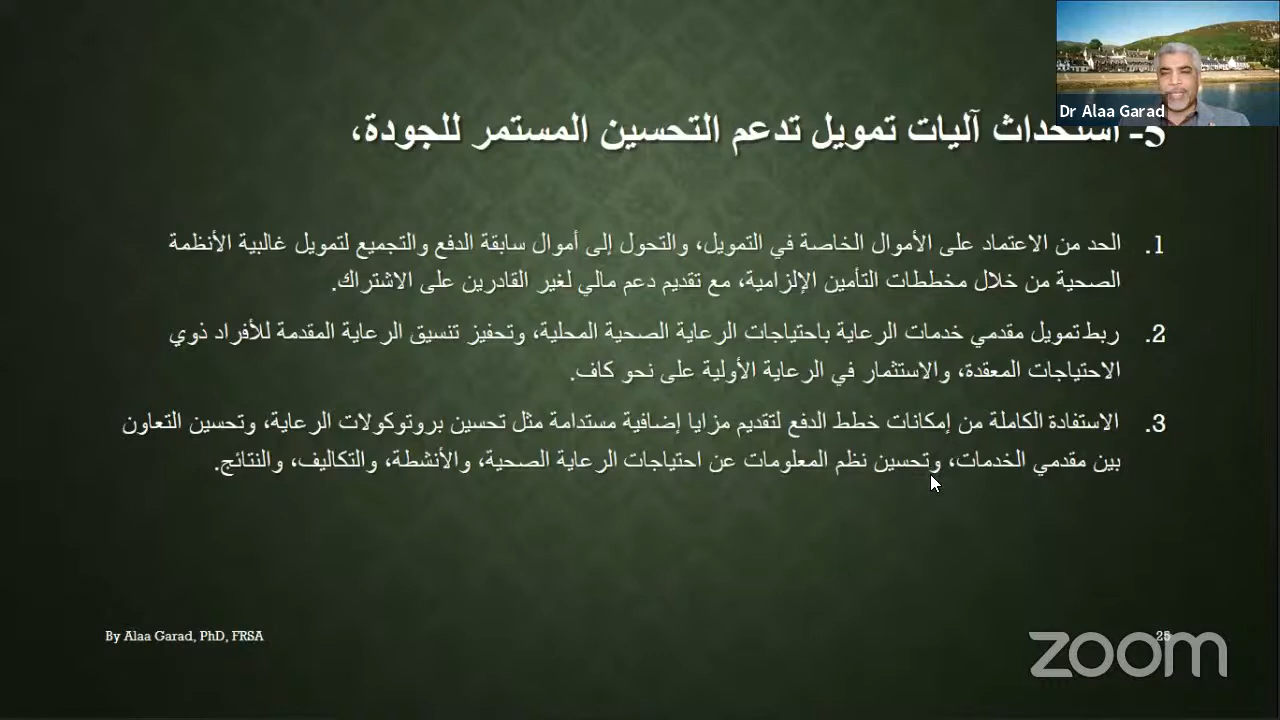 Dr Alaa Garad
5- استحداث آليات تمويل تدعم التحسين المستمر للجودة،
1. الحد من الاعتماد على الأموال الخاصة في التمويل، والتحول إلى أموال سابقة الدفع والتجميع لتمويل غالبية الأنظمة
الصحية من خلال مخططات التأمين الإلزامية، مع تقديم دعم مالي لغير القادرين على الاشتراك.
2. ربط تمويل مقدمي خدمات الرعاية باحتياجات الرعاية الصحية المحلية، وتحفيز تنسيق الرعاية المقدمة للأفراد ذوي
الاحتياجات المعقدة، والاستثمار في الرعاية الأولية على نحو كاف.
3. الاستفادة الكاملة من إمكانات خطط الدفع لتقديم مزايا إضافية مستدامة مثل تحسين بروتوكولات الرعاية، وتحسين التعاون
بين مقدمي الخدمات، وتحسين نظم المعلومات عن احتياجات الرعاية الصحية، والأنشطة، والتكاليف، والنتائج.
By Alaa Garad, PhD, FRSA
25
zoom